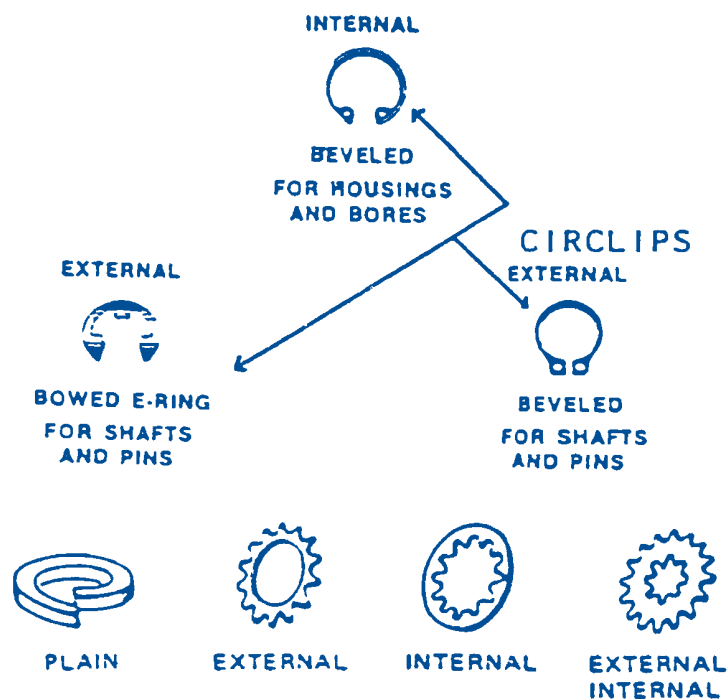 INTERNAL
BEVELED
FOR HOUSINGS
AND BORES
CIRCLIPS
EXTERNAL
EXTERNAL
BOWED E-RING
FOR SHAFTS
AND PINS
BEVELED
FOR SHAFTS
AND PINS
PLAIN
EXTERNAL
INTERNAL
EXTERNAL
INTERNAL